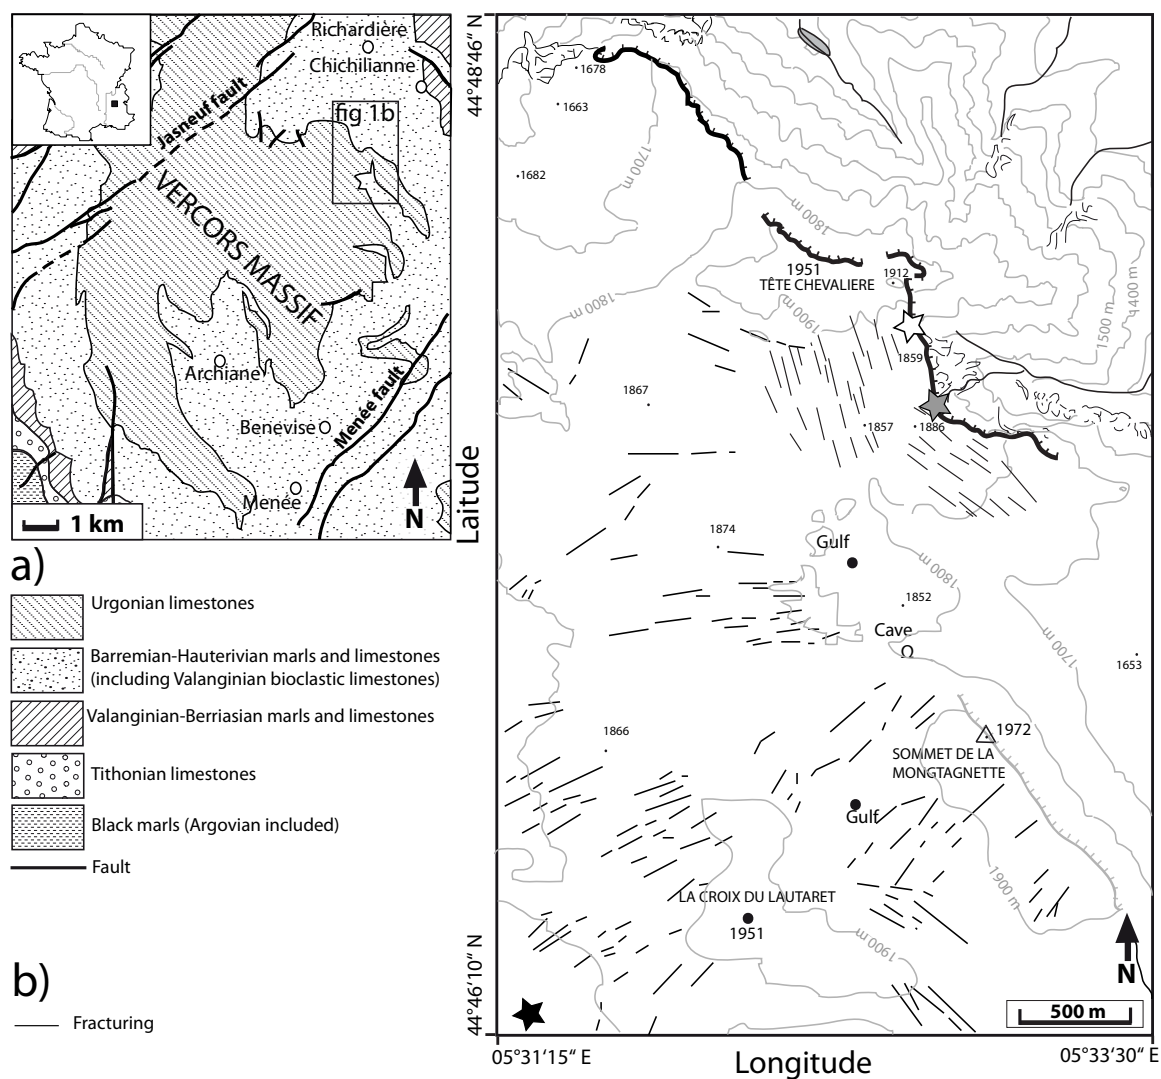 Richardière
Chichilianne
Jasneuf fault
fig 1b
VERCORS MASSIF
Archiane
Benevise
Menée fault
Menée
1 km
N
a)
Urgonian limestones
Barremian-Hauterivian marls and limestones
(including Valanginian bioclastic limestones)
Valanginian-Berriasian marls and limestones
Tithonian limestones
Black marls (Argovian included)
Fault
b)
Fracturing
44°48'46“ N
Laitude
44°46'10“ N
1678
1663
1682
1700 m
1800 m
1800 m
1951
TÊTE CHEVALIERE
1912
1900 m
1859
1500 m
1400 m
1867
1857
1886
1874
Gulf
1800 m
1852
Cave
1700 m
1653
1866
1972
SOMMET DE LA
MONGTAGNETTE
Gulf
1900 m
LA CROIX DU LAUTARET
1951
1900 m
N
500 m
05°31'15“ E
Longitude
05°33'30“ E